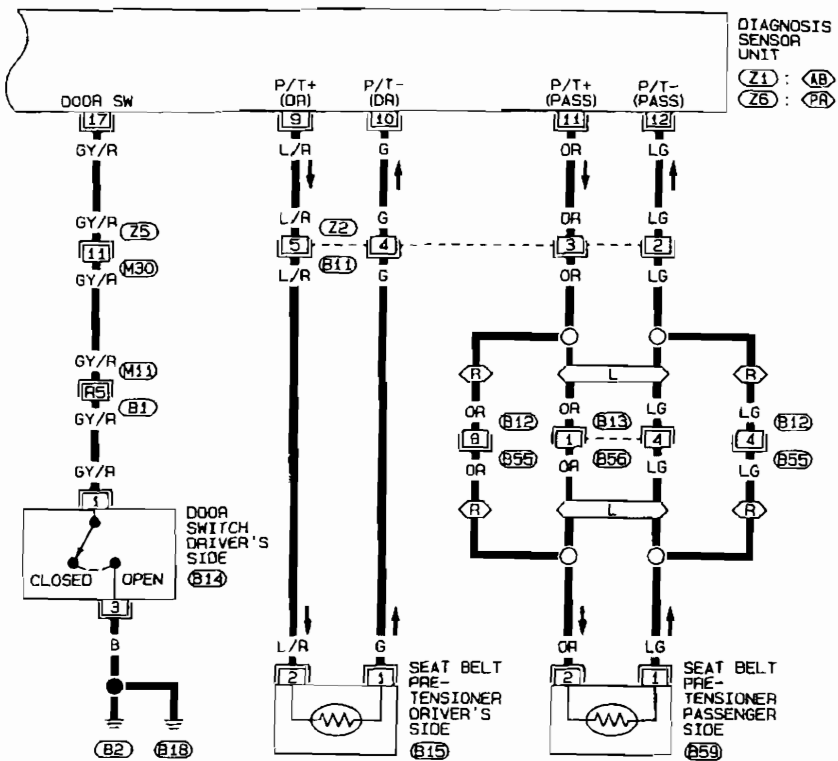 DIAGNOSIS
SENSOR
UNIT
Z1 : AB
Z6 : PA
DOOR SW
P/T+
(DR)
P/T-
(DR)
P/T+
(PASS)
P/T-
(PASS)
17 9 10 11 12
GY/R L/R G OR LG
GY/R Z5 L/R Z2 G OR LG
11 5 4 3 2
GY/R M30 L/R B11 G OR LG
R R
L
GY/R M11
R5
GY/R B1
OR B12 OR B13 LG LG B12
1 4 4
OR B55 OR B56 LG LG B55
GY/R
R L R
1
DOOR
SWITCH
DRIVER'S
SIDE
B14
CLOSED OPEN
3
B
L/R G OR LG
2 1 2 1
SEAT BELT
PRE-
TENSIONER
DRIVER'S
SIDE
B15
SEAT BELT
PRE-
TENSIONER
PASSENGER
SIDE
B59
B2 B18